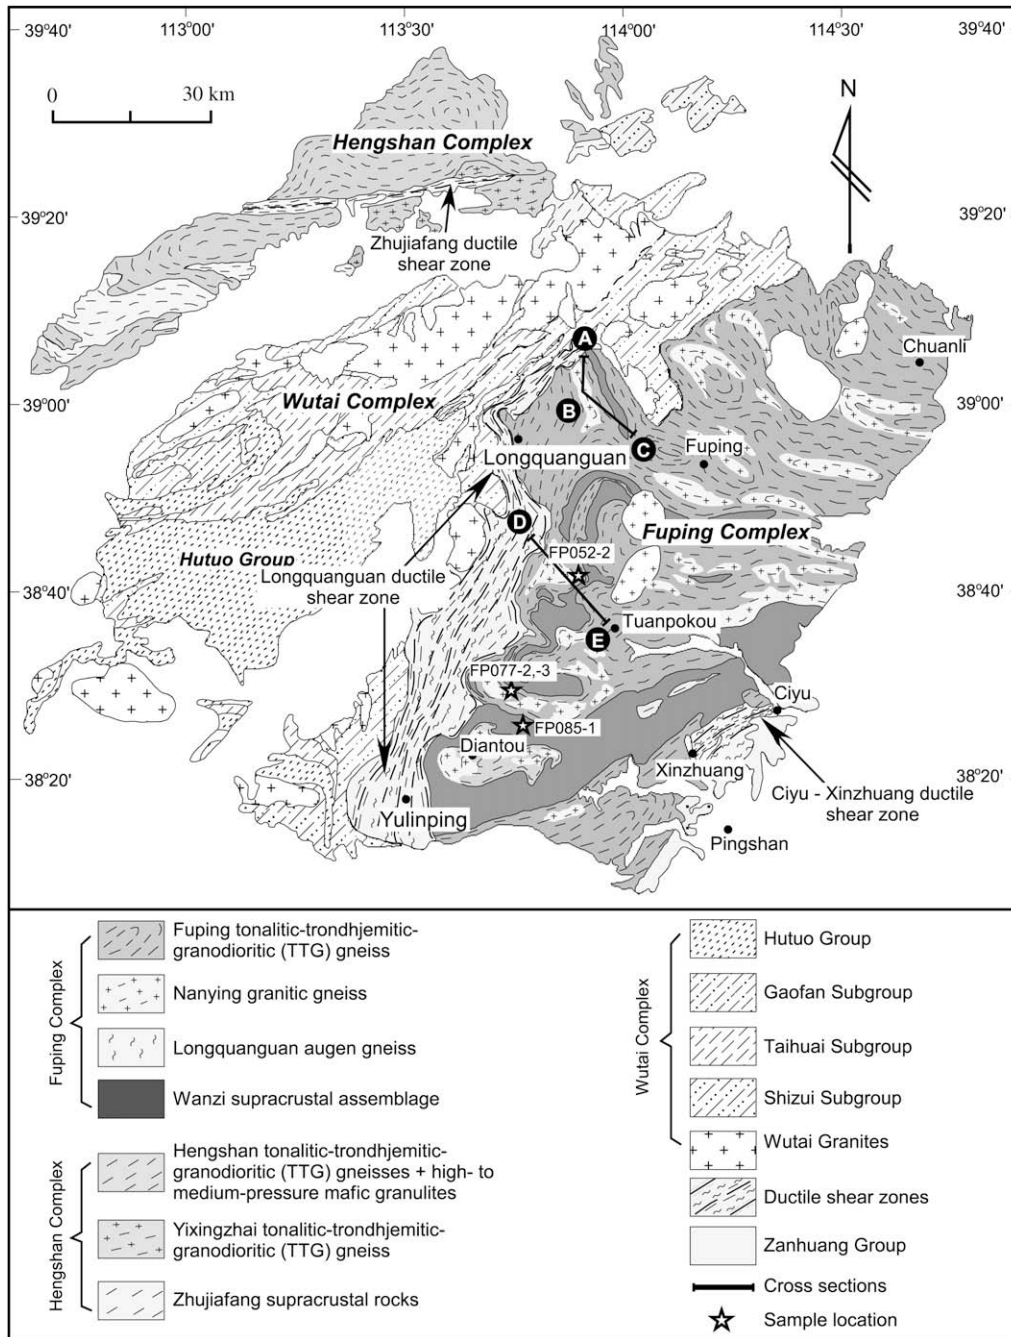 113°00'
113°30'
114°00'
114°30'
39°40'
39°40'
0
30 km
N
Hengshan Complex
39°20'
39°20'
Zhujiafang ductile
shear zone
A
Chuanli
39°00'
39°00'
Wutai Complex
B
C
Fuping
Longquanguan
D
Fuping Complex
FP052-2
Hutuo Group
Longquanguan ductile
shear zone
38°40'
38°40'
Tuanpokou
E
FP077-2,-3
Ciyu
FP085-1
Diantou
Xinzhuang
38°20'
38°20'
Ciyu - Xinzhuang ductile
shear zone
Yulinping
Pingshan
Fuping Complex
Fuping tonalitic-trondhjemitic-
granodioritic (TTG) gneiss
Nanying granitic gneiss
Longquanguan augen gneiss
Wanzi supracrustal assemblage
Hengshan Complex
Hengshan tonalitic-trondhjemitic-
granodioritic (TTG) gneisses + high- to
medium-pressure mafic granulites
Yixingzhai tonalitic-trondhjemitic-
granodioritic (TTG) gneiss
Zhujiafang supracrustal rocks
Wutai Complex
Hutuo Group
Gaofan Subgroup
Taihuai Subgroup
Shizui Subgroup
Wutai Granites
Ductile shear zones
Zanhuang Group
Cross sections
Sample location